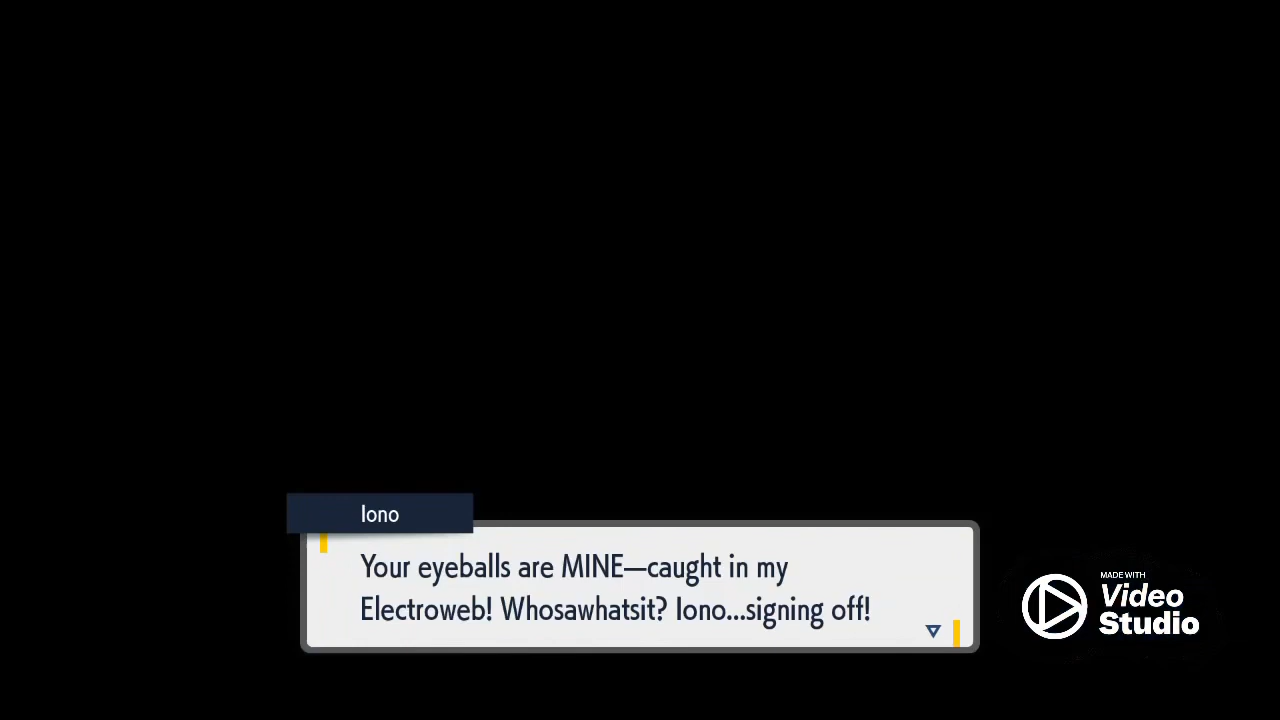 Iono
Your eyeballs are MINE—caught in my
Electroweb! Whosawhatsit? Iono...signing off!
MADE WITH
Video
Studio